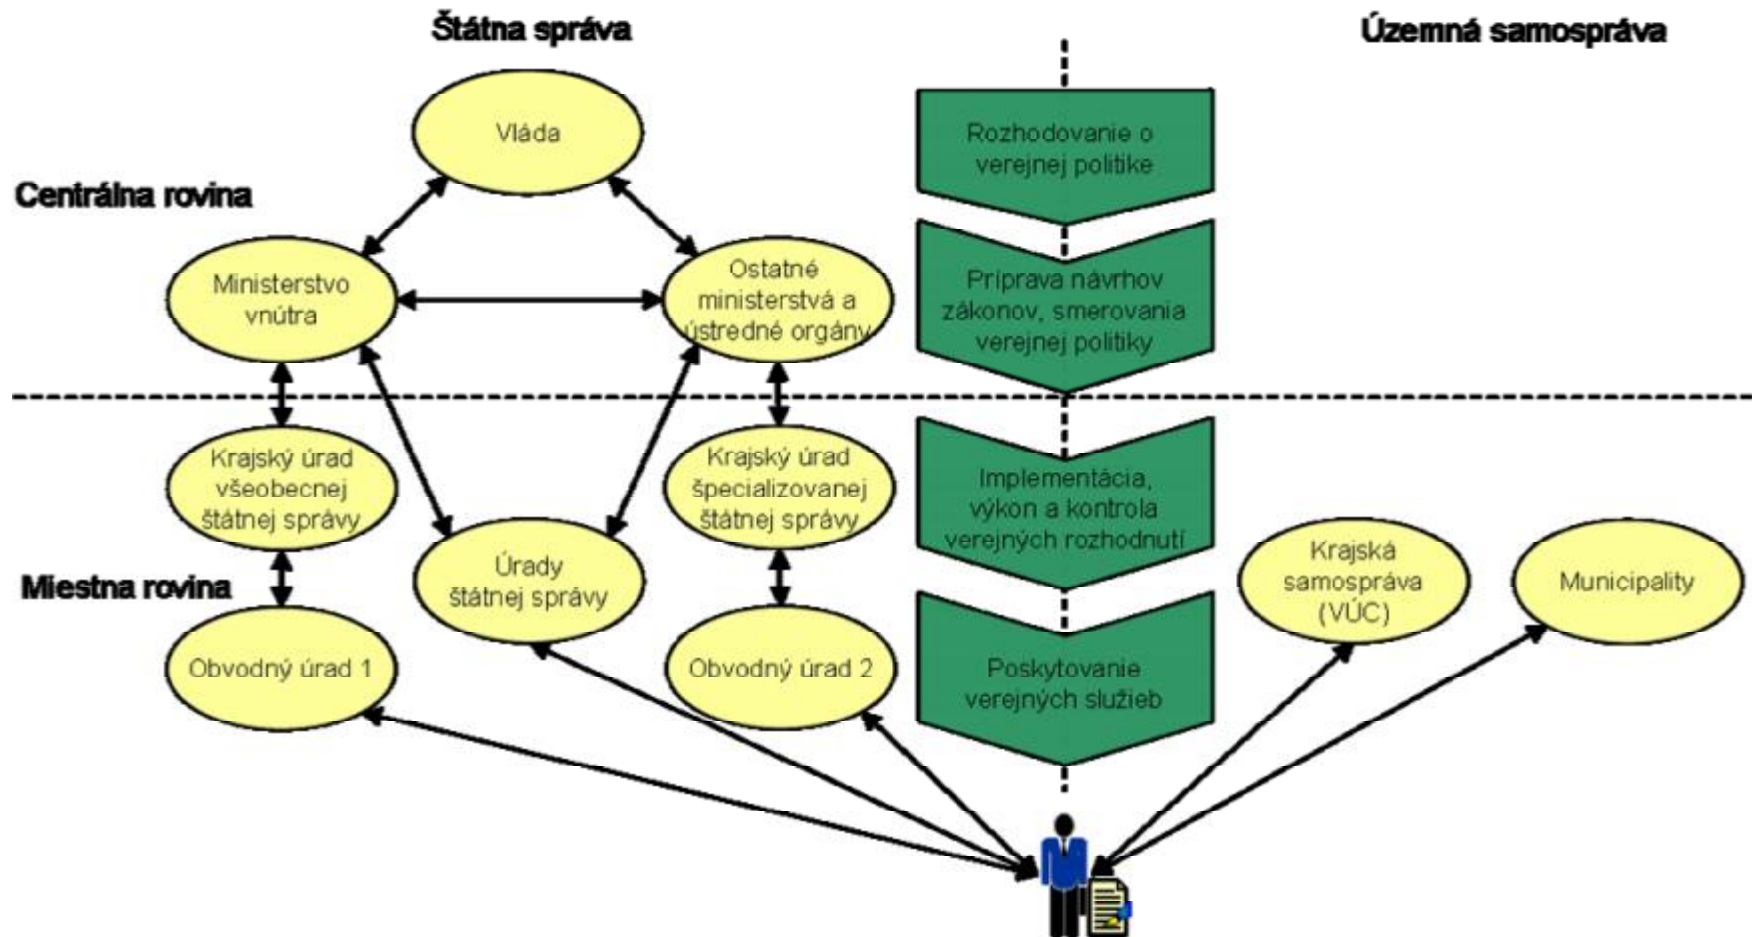 Štátna správa
Územná samospráva
Vláda
Rozhodovanie o
verejnej politike
Centrálna rovina
Ministerstvo
vnútra
Ostatné
ministerstvá a
ústredné orgány
Príprava návrhov
zákonov, smerovania
verejnej politiky
Krajský úrad
všeobecnej
štátnej správy
Krajský úrad
špecializovanej
štátnej správy
Implementácia,
výkon a kontrola
verejných rozhodnutí
Miestna rovina
Úrady
štátnej správy
Krajská
samospráva
(VÚC)
Municipality
Obvodný úrad 1
Obvodný úrad 2
Poskytovanie
verejných služieb